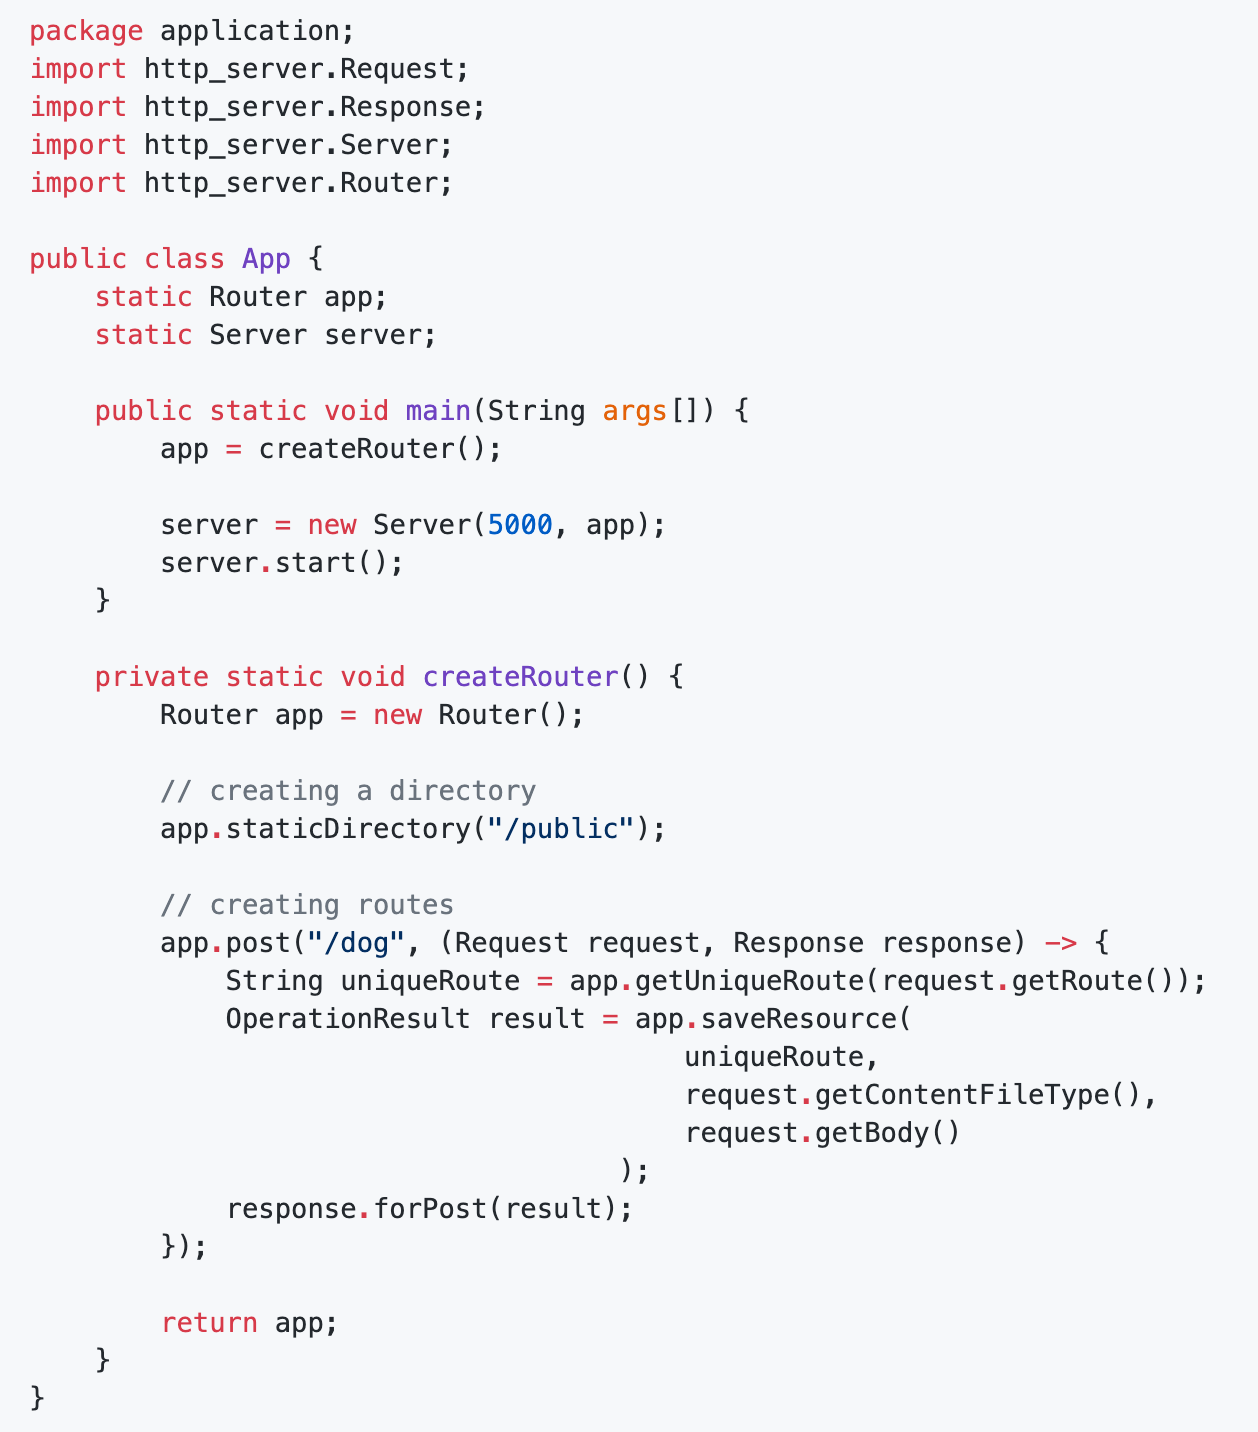 package application;
import http_server.Request;
import http_server.Response;
import http_server.Server;
import http_server.Router;

public class App {
    static Router app;
    static Server server;

    public static void main(String args[]) {
        app = createRouter();

        server = new Server(5000, app);
        server.start();
    }

    private static void createRouter() {
        Router app = new Router();

        // creating a directory
        app.staticDirectory("/public");

        // creating routes
        app.post("/dog", (Request request, Response response) -> {
            String uniqueRoute = app.getUniqueRoute(request.getRoute());
            OperationResult result = app.saveResource(
                                        uniqueRoute,
                                        request.getContentFileType(),
                                        request.getBody()
                                    );
            response.forPost(result);
        });

        return app;
    }
}